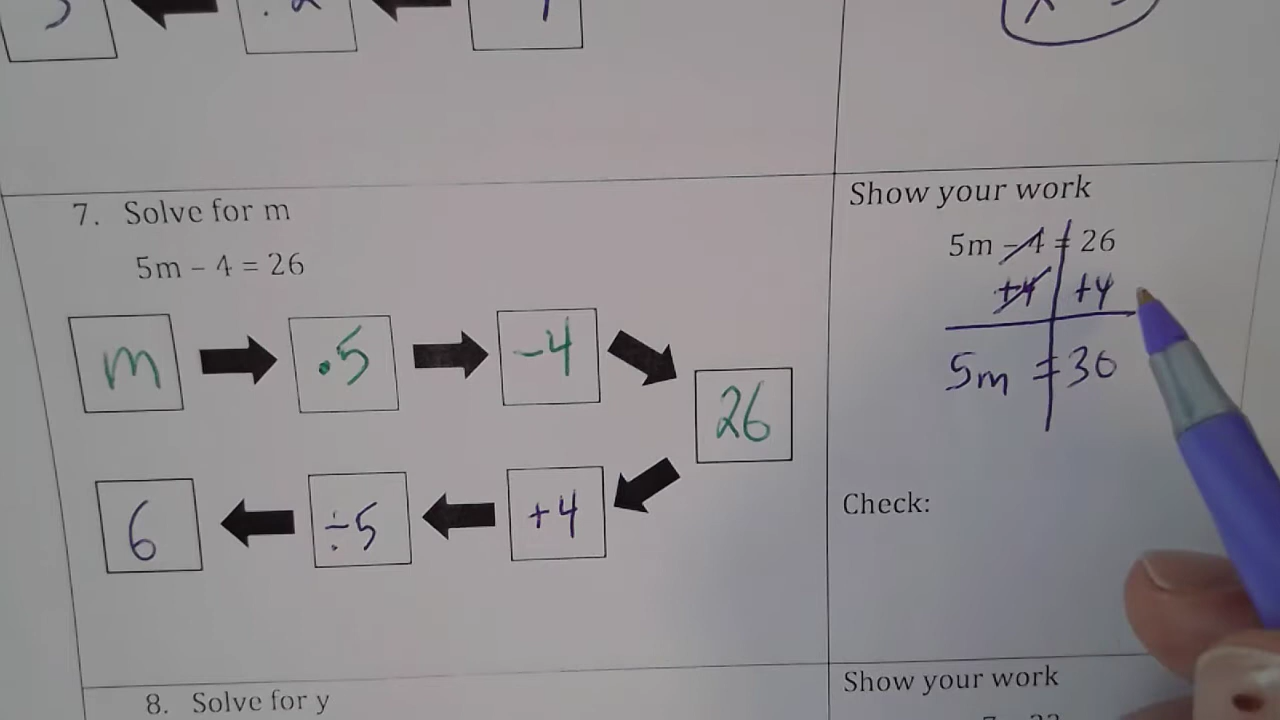 7. Solve for m
5m – 4 = 26
m .5 -4
26
6 ÷5 +4
Show your work
5m – 4 = 26
+4 +4
5m = 30
Check:
8. Solve for y
Show your work